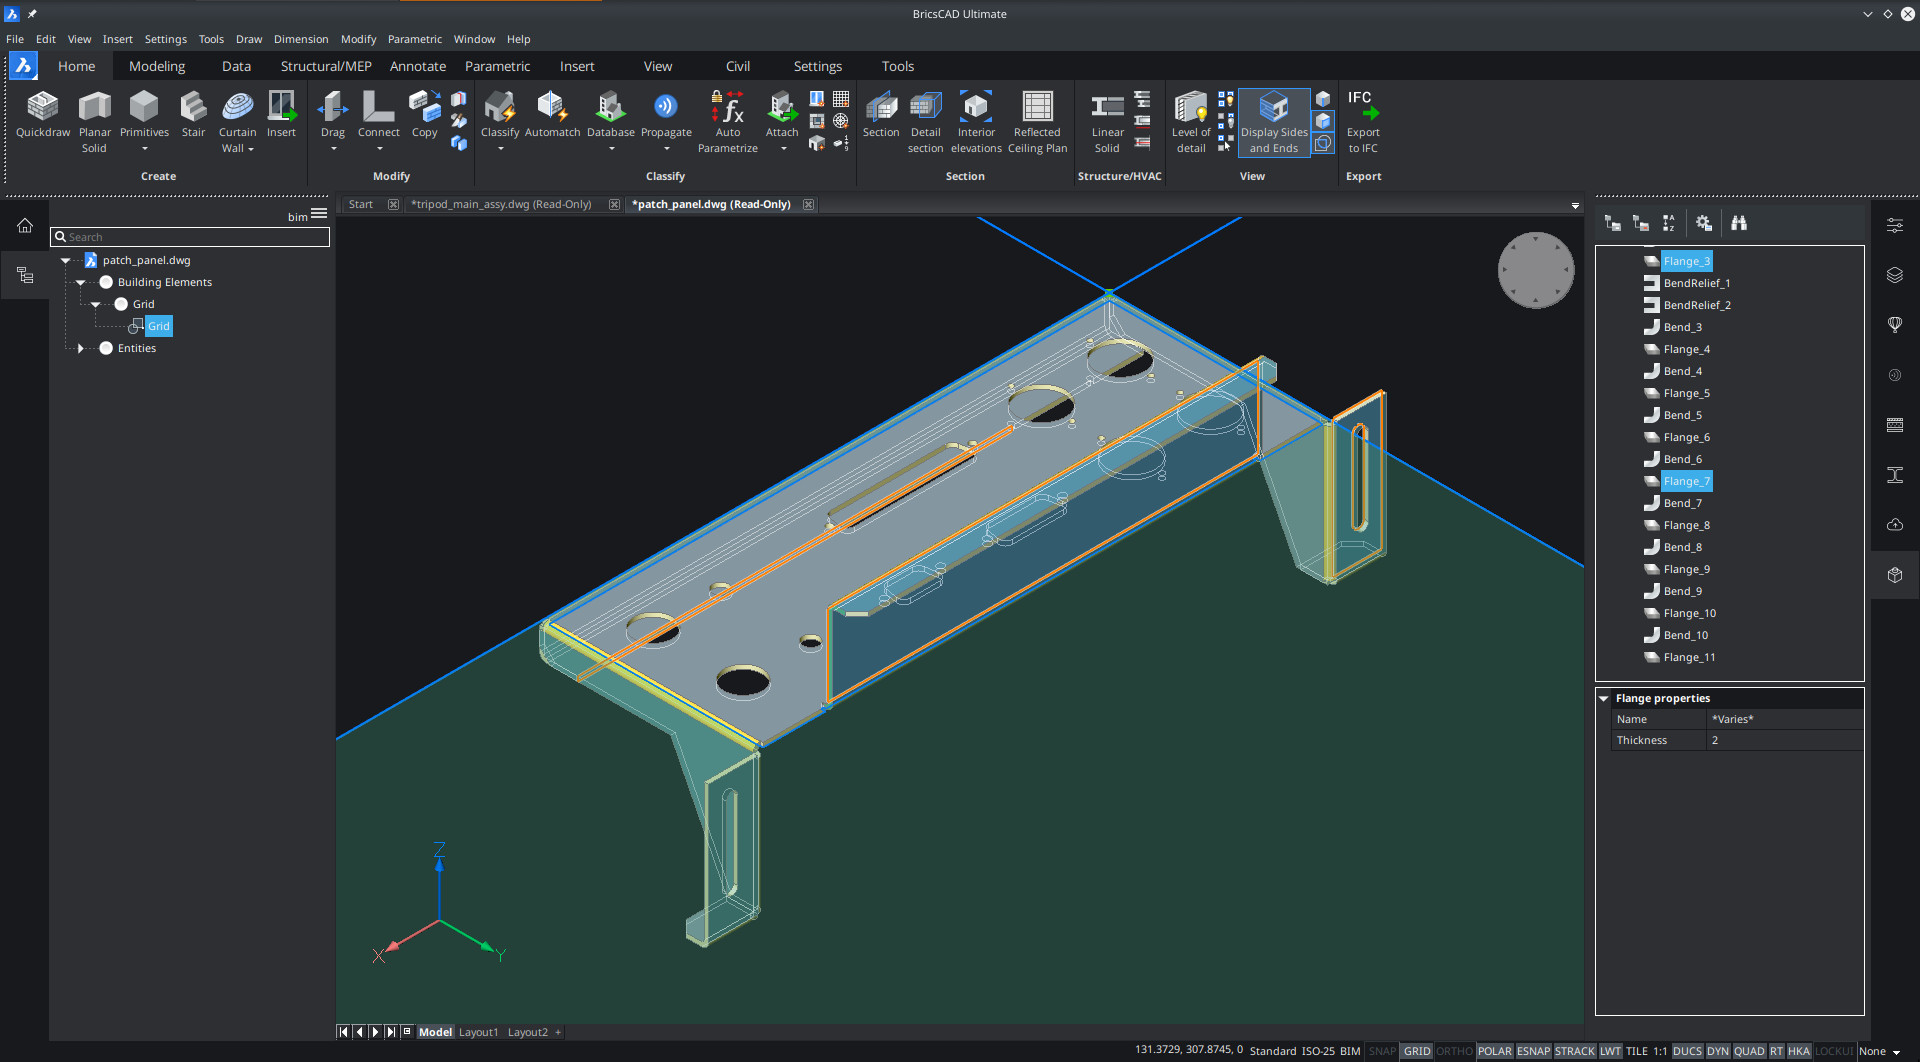 BricsCAD Ultimate
File Edit View Insert Settings Tools Draw Dimension Modify Parametric Window Help
Home Modeling Data Structural/MEP Annotate Parametric Insert View Civil Settings Tools
Quickdraw Planar Solid Primitives Stair Curtain Wall Insert
Create
Drag Connect Copy
Modify
Classify Automatch Database Propagate Auto Parametrize Attach
Classify
Section Detail section Interior elevations Reflected Ceiling Plan
Section
Linear Solid
Structure/HVAC
Level of detail Display Sides and Ends
View
IFC
Export to IFC
Export
Start *tripod_main_assy.dwg (Read-Only) *patch_panel.dwg (Read-Only)
bim
Search
patch_panel.dwg
Building Elements
Grid
Grid
Entities
Flange_3
BendRelief_1
BendRelief_2
Bend_3
Flange_4
Bend_4
Flange_5
Bend_5
Flange_6
Bend_6
Flange_7
Bend_7
Flange_8
Bend_8
Flange_9
Bend_9
Flange_10
Bend_10
Flange_11
Flange properties
Name *Varies*
Thickness 2
Z
X
Y
Model Layout1 Layout2 +
131.3729, 307.8745, 0 Standard ISO-25 BIM SNAP GRID ORTHO POLAR ESNAP STRACK LWT TILE 1:1 DUCS DYN QUAD RT HKA LOCKUI None